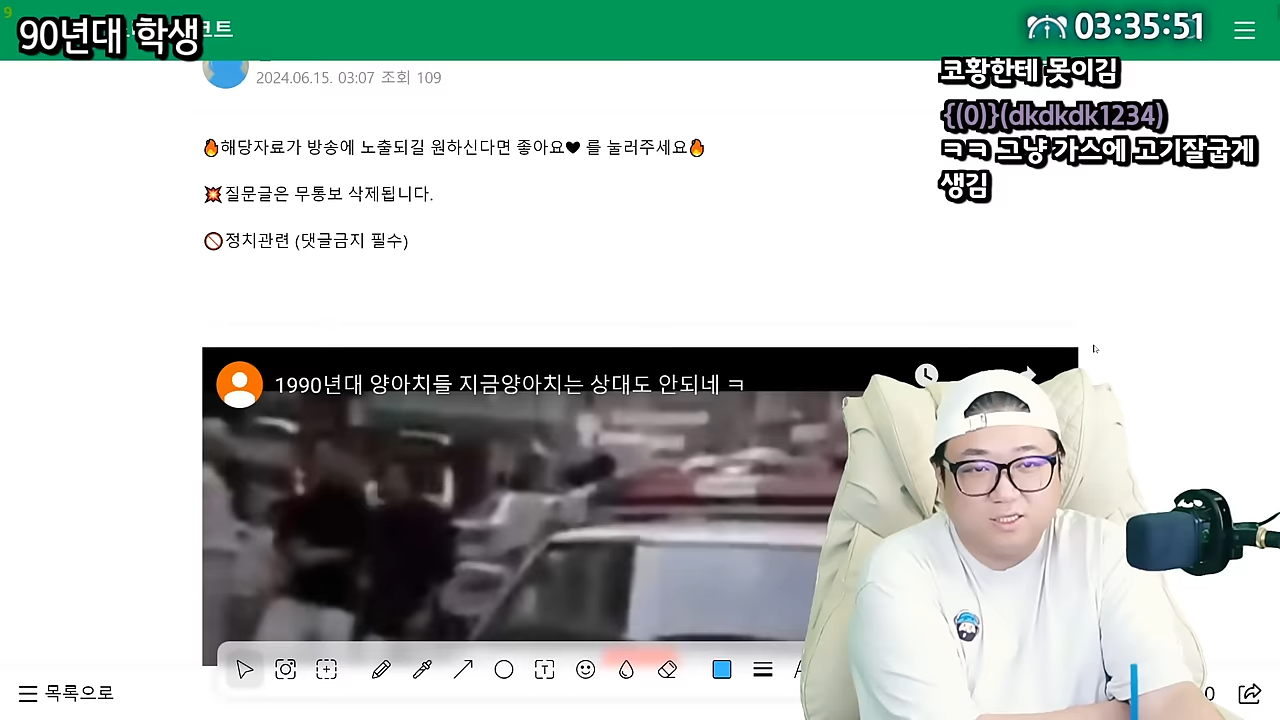 9
90년대 학생
트
03:35:51
2024.06.15. 03:07 조회 109
코황한테 못이김
{(0)}(dkdkdk1234)
ㅋㅋ 그냥 가스에 고기잘굽게
생김
🔥해당자료가 방송에 노출되길 원하신다면 좋아요🖤 를 눌러주세요🔥
💥질문글은 무통보 삭제됩니다.
🚫정치관련 (댓글금지 필수)
1990년대 양아치들 지금양아치는 상대도 안되네 ㅋ
T
목록으로
0